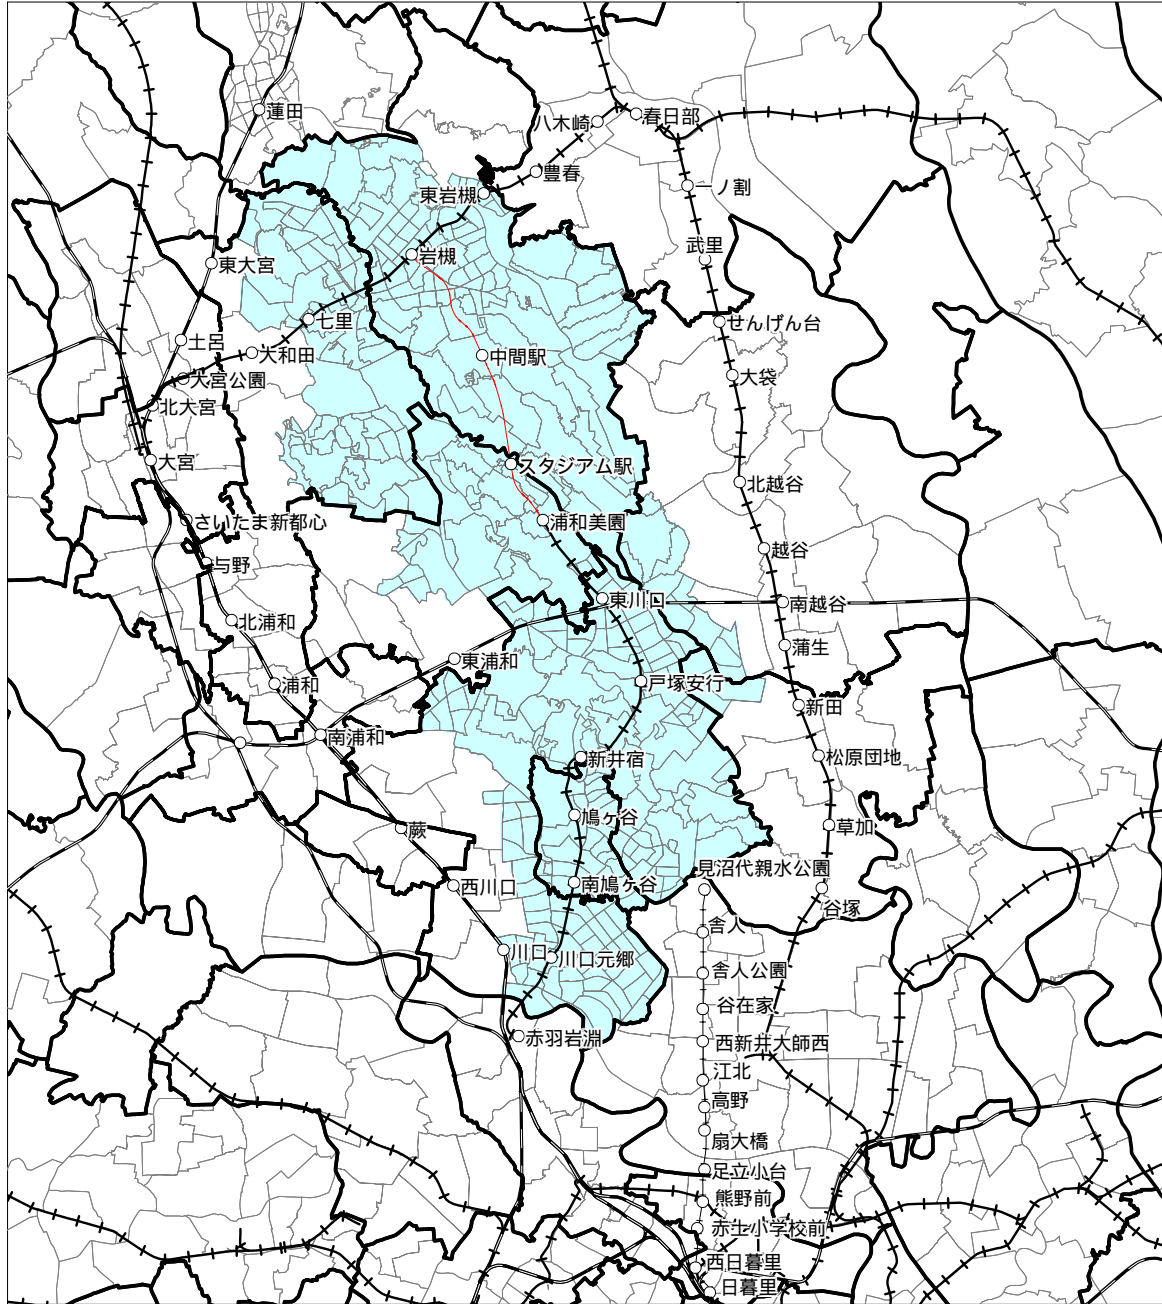 蓮田
八木崎
春日部
豊春
東岩槻
一ノ割
武里
岩槻
東大宮
七里
せんげん台
土呂
大和田
中間駅
大宮公園
大袋
北大宮
大宮
スタジアム駅
北越谷
さいたま新都心
浦和美園
越谷
与野
東川口
南越谷
北浦和
蒲生
東浦和
浦和
戸塚安行
新田
南浦和
新井宿
松原団地
鳩ヶ谷
草加
蕨
見沼代親水公園
西川口
南鳩ヶ谷
谷塚
舎人
川口
川口元郷
舎人公園
谷在家
赤羽岩淵
西新井大師西
江北
高野
扇大橋
足立小台
熊野前
赤土小学校前
西日暮里
日暮里